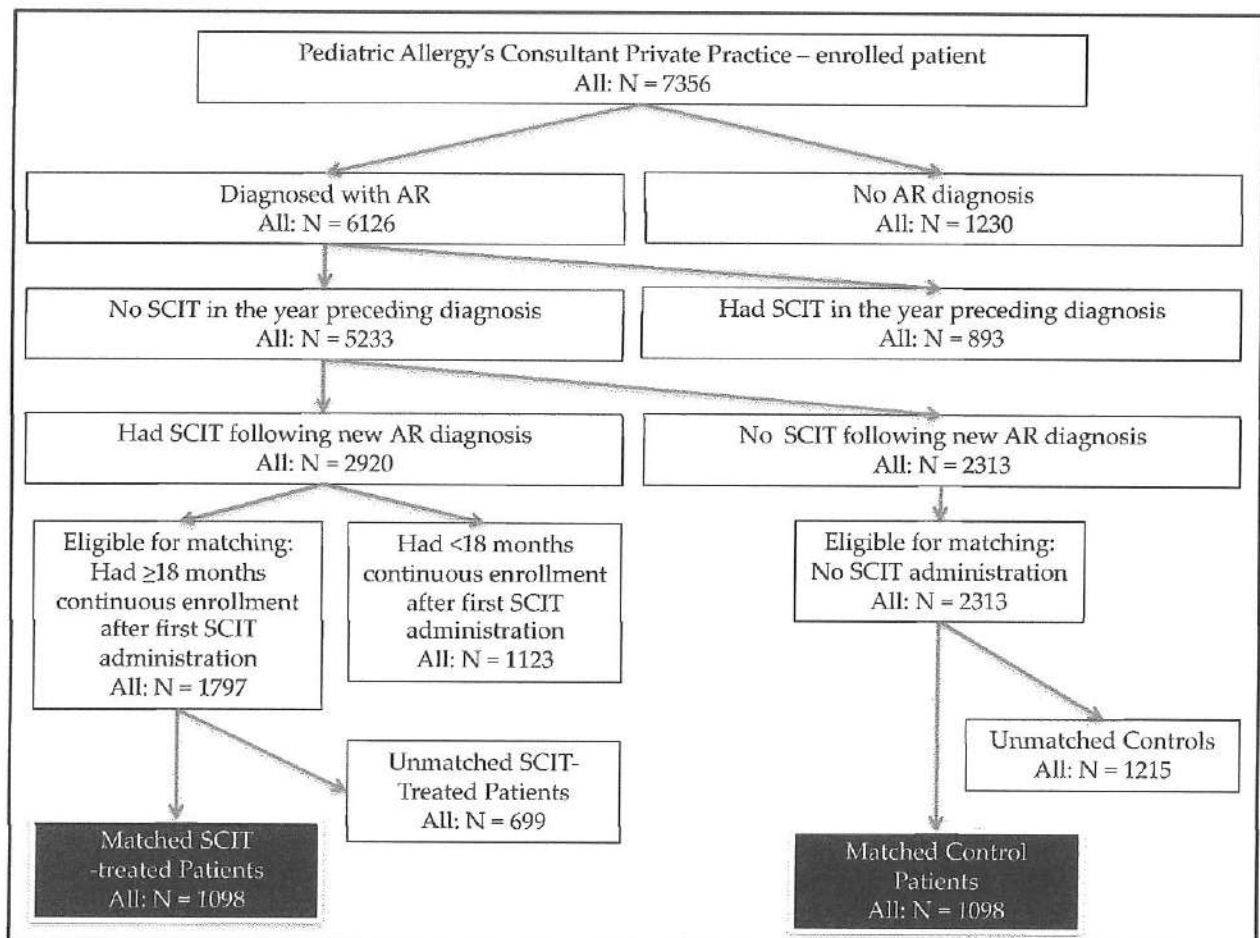 Pediatric Allergy's Consultant Private Practice – enrolled patient
All: N = 7356
Diagnosed with AR
All: N = 6126
No AR diagnosis
All: N = 1230
No SCIT in the year preceding diagnosis
All: N = 5233
Had SCIT in the year preceding diagnosis
All: N = 893
Had SCIT following new AR diagnosis
All: N = 2920
No SCIT following new AR diagnosis
All: N = 2313
Eligible for matching:
Had ≥18 months
continuous enrollment
after first SCIT
administration
All: N = 1797
Had <18 months
continuous enrollment
after first SCIT
administration
All: N = 1123
Eligible for matching:
No SCIT administration
All: N = 2313
Unmatched SCIT-
Treated Patients
All: N = 699
Unmatched Controls
All: N = 1215
Matched SCIT
-treated Patients
All: N = 1098
Matched Control
Patients
All: N = 1098